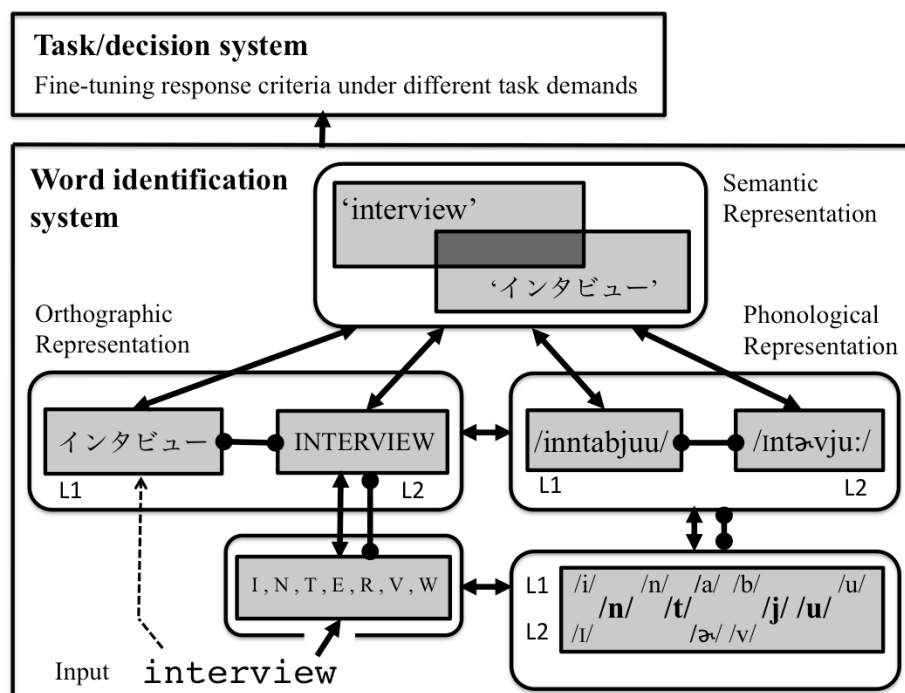 Task/decision system
Fine-tuning response criteria under different task demands
Word identification
system
Semantic
Representation
‘interview’
‘インタビュー’
Orthographic
Representation
Phonological
Representation
インタビュー
INTERVIEW
L1
L2
/inntabjuu/
/ɪntɚvju:/
L1
L2
I , N , T , E , R , V , W
L1
/i/ /n/ /a/ /b/ /u/
/n/ /t/ /j/ /u/
L2
/ɪ/ /ɚ/ /v/
Input
interview